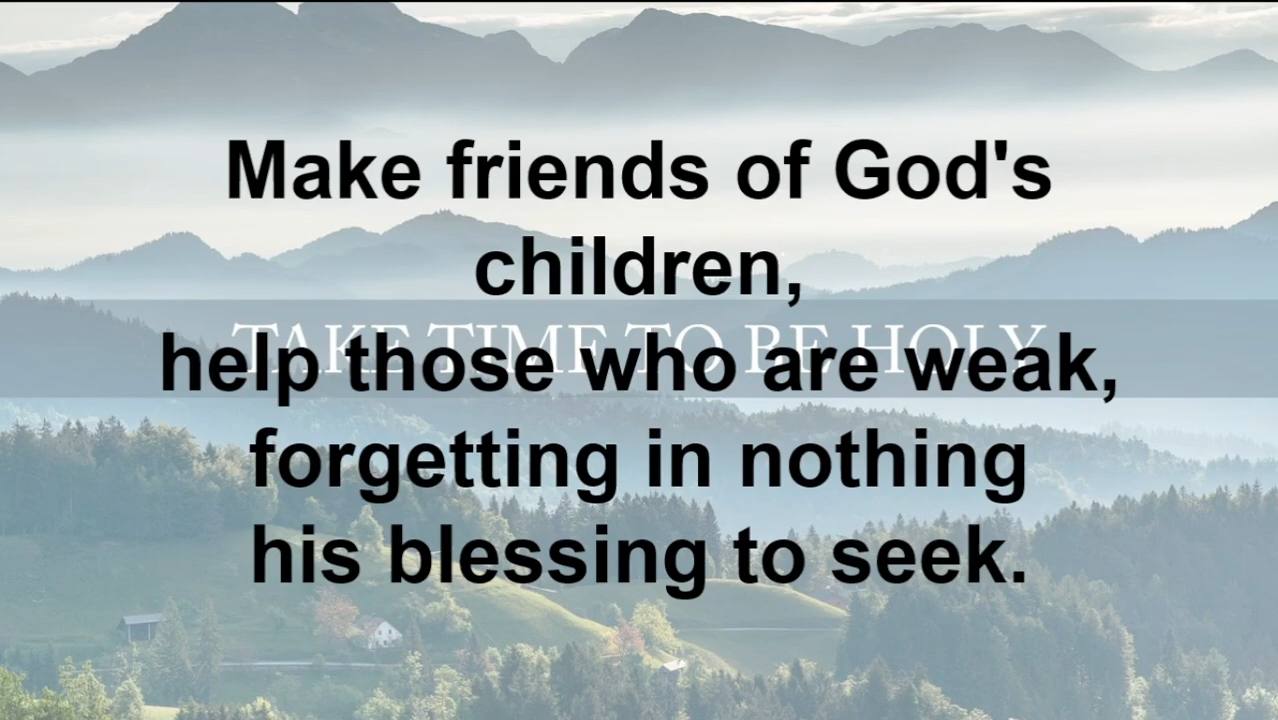 Make friends of God's
children,
TAKE TIME TO BE HOLY
help those who are weak,
forgetting in nothing
his blessing to seek.